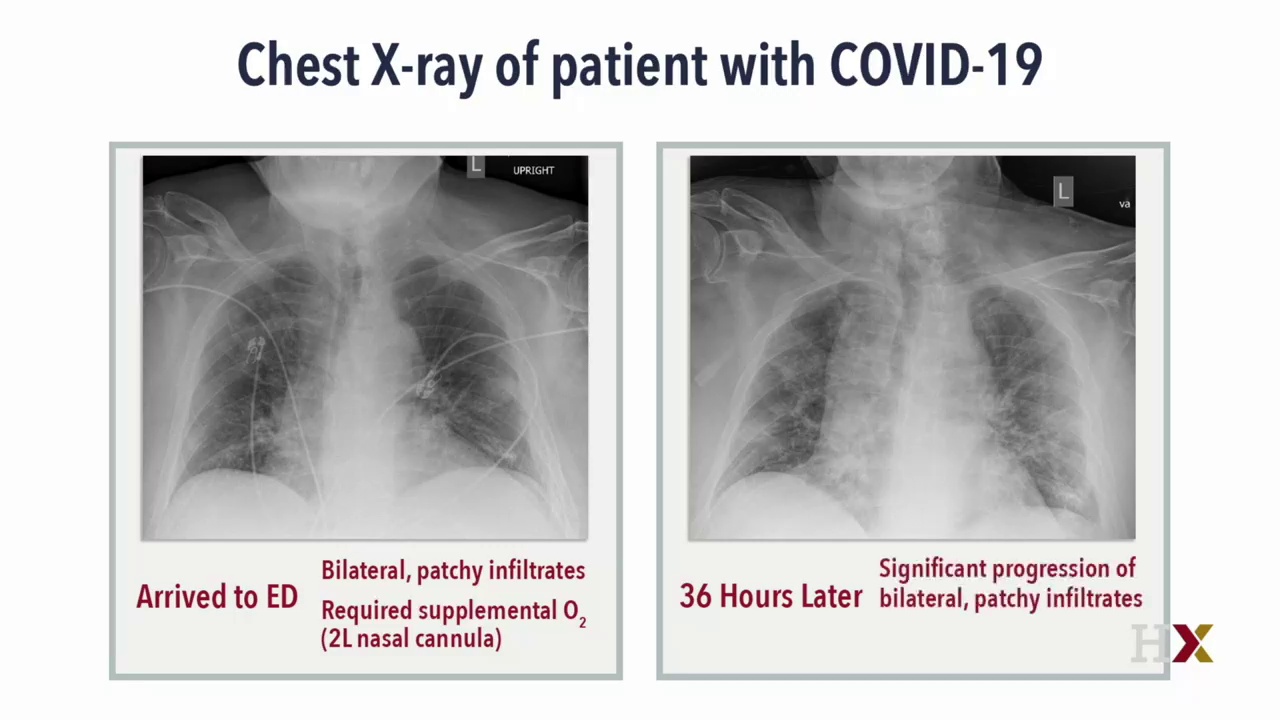 Chest X-ray of patient with COVID-19
L
UPRIGHT
Arrived to ED
Bilateral, patchy infiltrates
Required supplemental O₂
(2L nasal cannula)
L
va
36 Hours Later
Significant progression of
bilateral, patchy infiltrates
HX